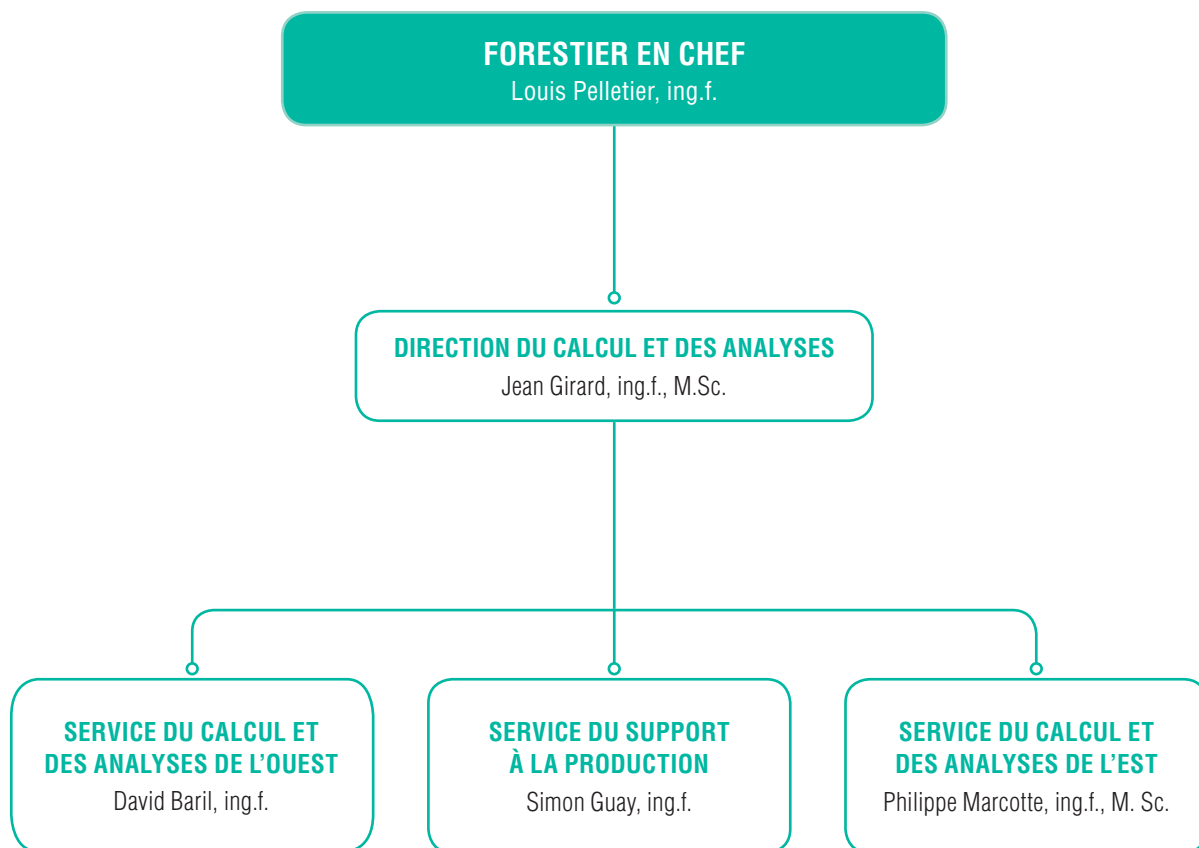 FORESTIER EN CHEF
Louis Pelletier, ing.f.
DIRECTION DU CALCUL ET DES ANALYSES
Jean Girard, ing.f., M.Sc.
SERVICE DU CALCUL ET
DES ANALYSES DE L’OUEST
David Baril, ing.f.
SERVICE DU SUPPORT
À LA PRODUCTION
Simon Guay, ing.f.
SERVICE DU CALCUL ET
DES ANALYSES DE L’EST
Philippe Marcotte, ing.f., M. Sc.